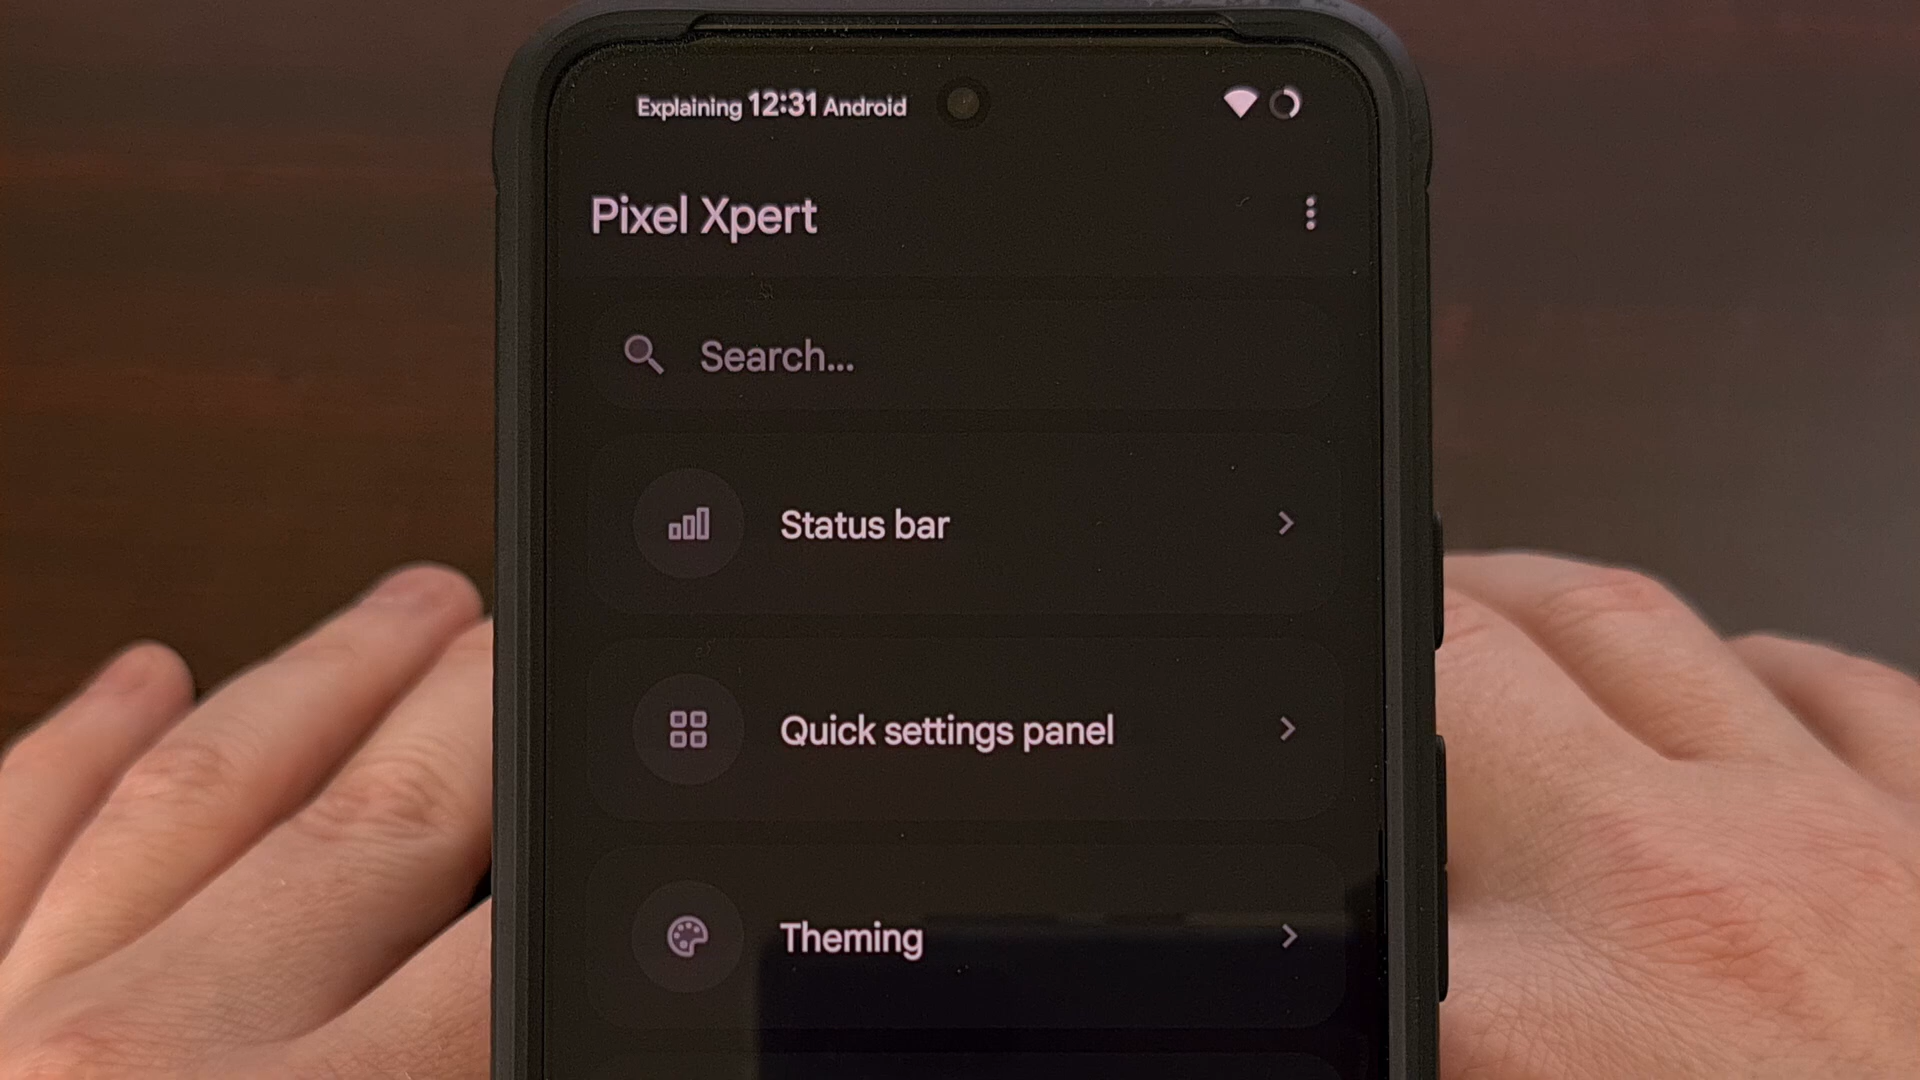 Explaining 12:31 Android
Pixel Xpert
Search...
Status bar
Quick settings panel
Theming